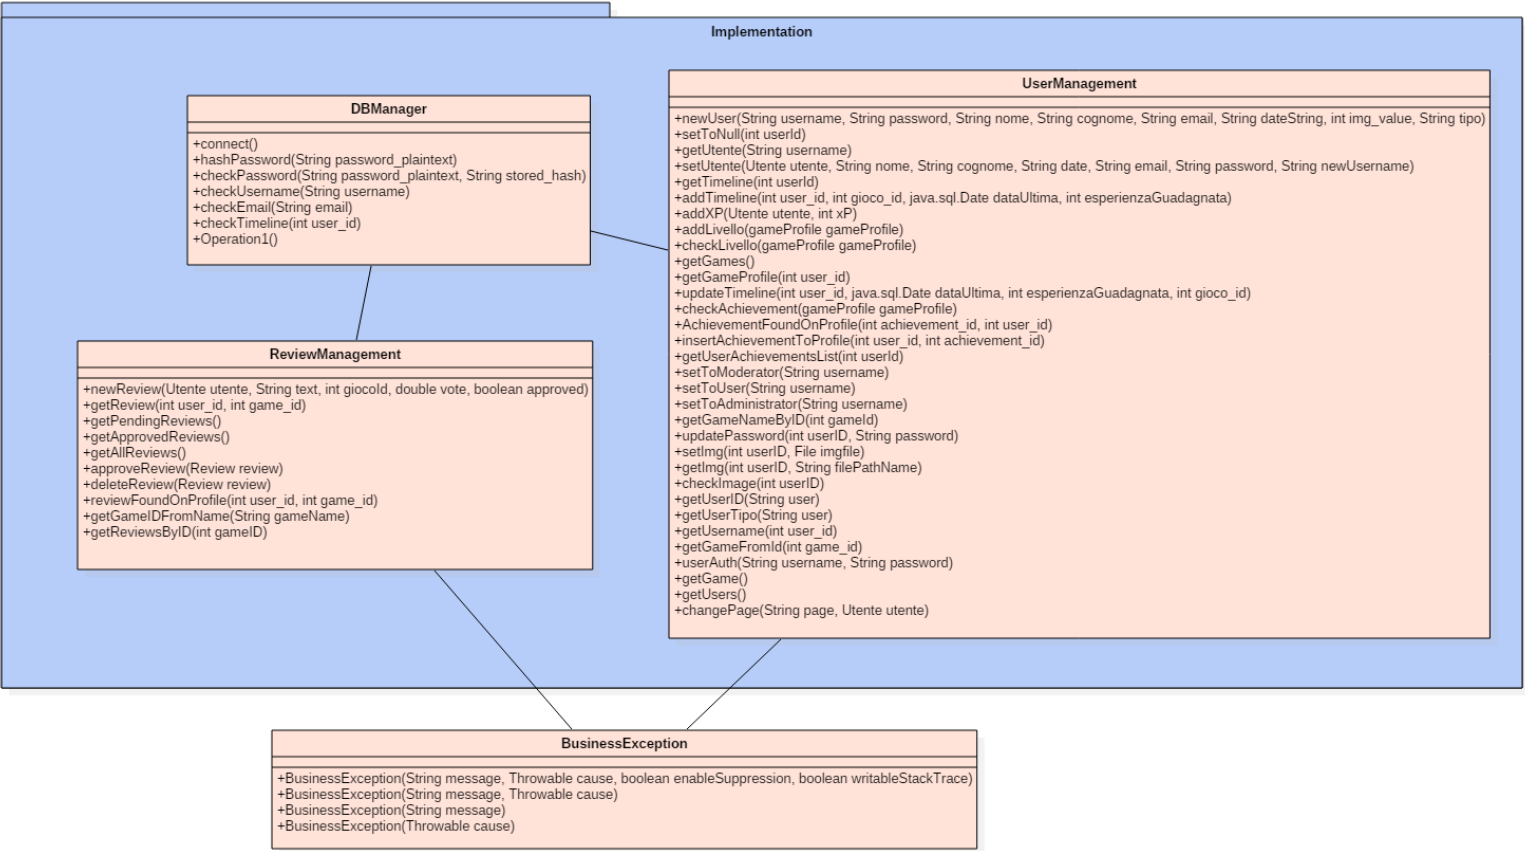 Implementation
DBManager
+connect()
+hashPassword(String password_plaintext)
+checkPassword(String password_plaintext, String stored_hash)
+checkUsername(String username)
+checkEmail(String email)
+checkTimeline(int user_id)
+Operation1()
UserManagement
+newUser(String username, String password, String nome, String cognome, String email, String dateString, int img_value, String tipo)
+setToNull(int userId)
+getUtente(String username)
+setUtente(Utente utente, String nome, String cognome, String date, String email, String password, String newUsername)
+getTimeline(int userId)
+addTimeline(int user_id, int gioco_id, java.sql.Date dataUltima, int esperienzaGuadagnata)
+addXP(Utente utente, int xP)
+addLivello(gameProfile gameProfile)
+checkLivello(gameProfile gameProfile)
+getGames()
+getGameProfile(int user_id)
+updateTimeline(int user_id, java.sql.Date dataUltima, int esperienzaGuadagnata, int gioco_id)
+checkAchievement(gameProfile gameProfile)
+AchievementFoundOnProfile(int achievement_id, int user_id)
+insertAchievementToProfile(int user_id, int achievement_id)
+getUserAchievementsList(int userId)
+setToModerator(String username)
+setToUser(String username)
+setToAdministrator(String username)
+getGameNameByID(int gameId)
+updatePassword(int userID, String password)
+setImg(int userID, File imgfile)
+getImg(int userID, String filePathName)
+checkImage(int userID)
+getUserID(String user)
+getUserTipo(String user)
+getUsername(int user_id)
+getGameFromId(int game_id)
+userAuth(String username, String password)
+getGame()
+getUsers()
+changePage(String page, Utente utente)
ReviewManagement
+newReview(Utente utente, String text, int giocoId, double vote, boolean approved)
+getReview(int user_id, int game_id)
+getPendingReviews()
+getApprovedReviews()
+getAllReviews()
+approveReview(Review review)
+deleteReview(Review review)
+reviewFoundOnProfile(int user_id, int game_id)
+getGameIDFromName(String gameName)
+getReviewsByID(int gameID)
BusinessException
+BusinessException(String message, Throwable cause, boolean enableSuppression, boolean writableStackTrace)
+BusinessException(String message, Throwable cause)
+BusinessException(String message)
+BusinessException(Throwable cause)